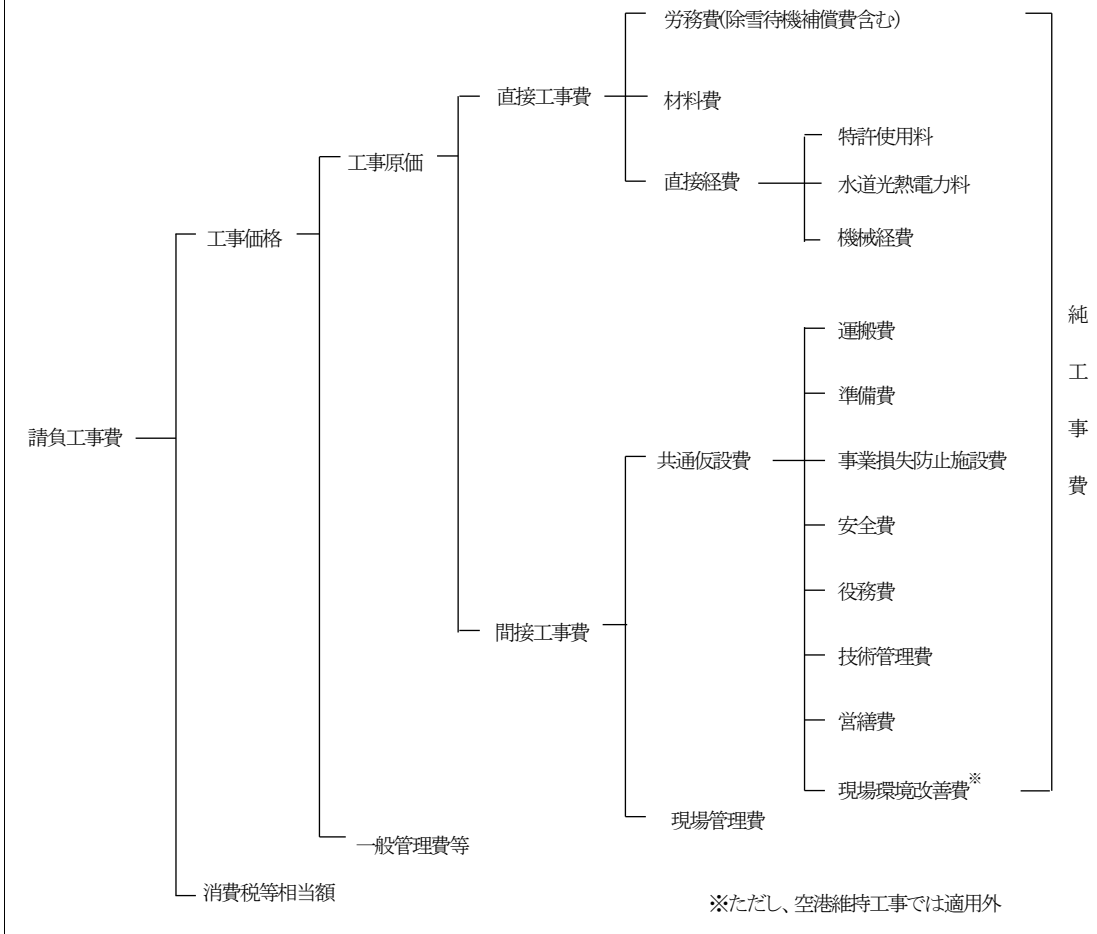 労務費(除雪待機補償費含む)
直接工事費
材料費
特許使用料
工事原価
直接経費
水道光熱電力料
工事価格
機械経費
純工事費
運搬費
準備費
請負工事費
共通仮設費
事業損失防止施設費
安全費
役務費
間接工事費
技術管理費
営繕費
現場環境改善費※
現場管理費
一般管理費等
消費税等相当額
※ただし、空港維持工事では適用外